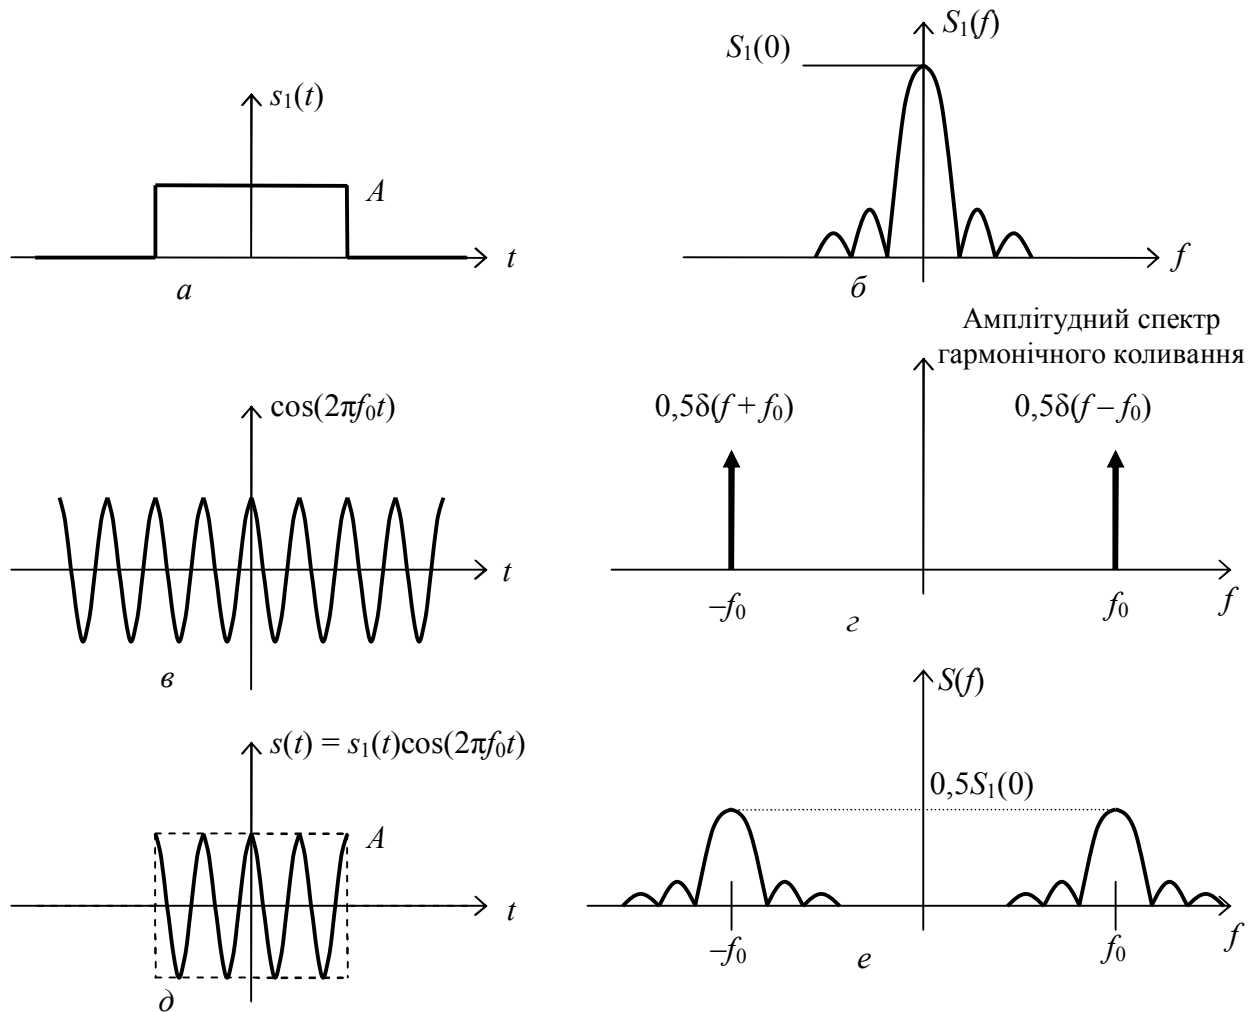 S₁(f)
S₁(0)
s₁(t)
A
t
а
f
б
Амплітудний спектр
гармонічного коливання
cos(2πf₀t)
0,5δ(f + f₀)
0,5δ(f – f₀)
t
в
–f₀
f₀
f
г
S(f)
s(t) = s₁(t)cos(2πf₀t)
0,5S₁(0)
A
t
д
–f₀
f₀
f
е